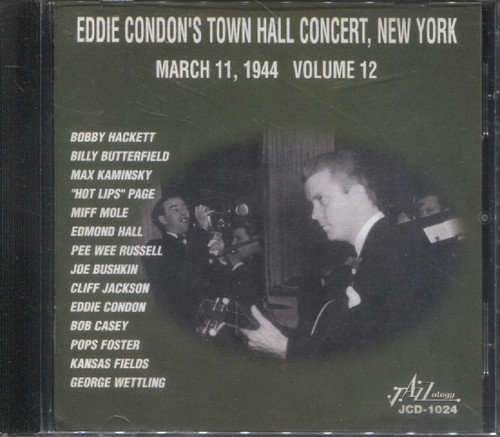 EDDIE CONDON'S TOWN HALL CONCERT, NEW YORK
MARCH 11, 1944 VOLUME 12
BOBBY HACKETT
BILLY BUTTERFIELD
MAX KAMINSKY
"HOT LIPS" PAGE
MIFF MOLE
EDMOND HALL
PEE WEE RUSSELL
JOE BUSHKIN
CLIFF JACKSON
EDDIE CONDON
BOB CASEY
POPS FOSTER
KANSAS FIELDS
GEORGE WETTLING
JAZZology
JCD-1024